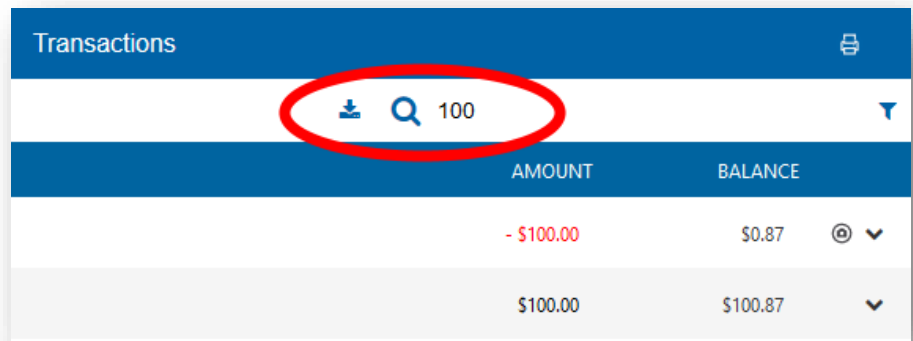 Transactions
100
AMOUNT BALANCE
- $100.00 $0.87
$100.00 $100.87